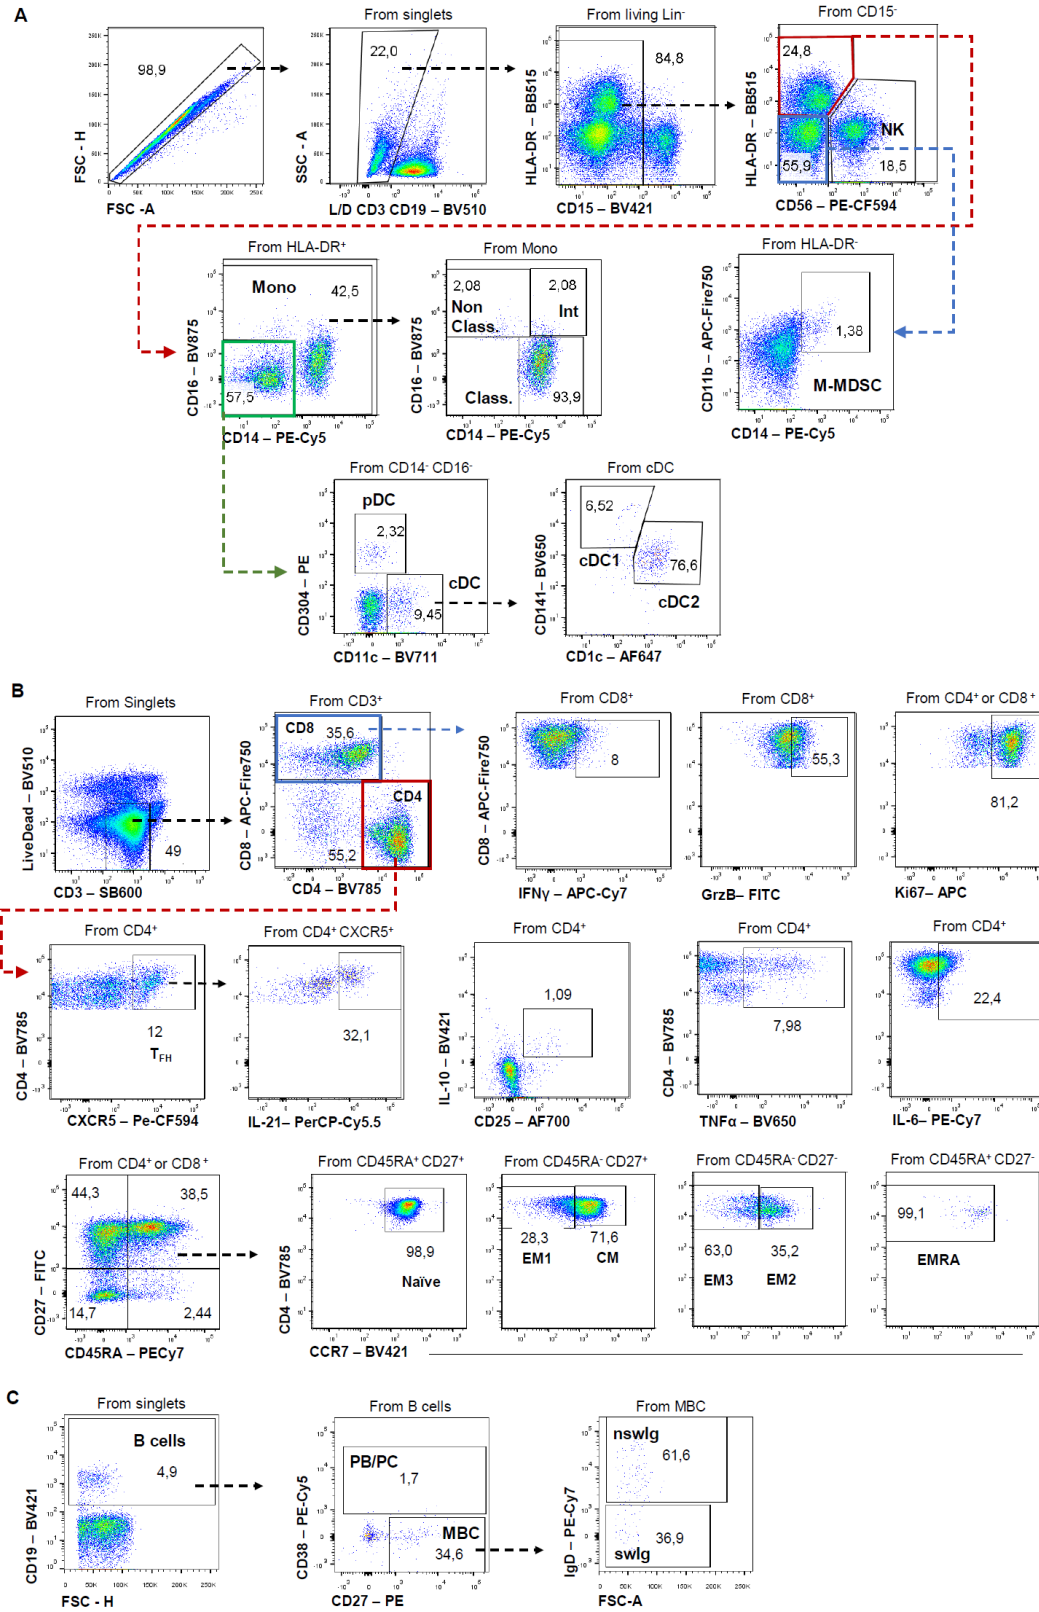 A
From singlets
From living Lin-
From CD15-
98,9
22,0
84,8
24,8
NK
55,9
18,5
FSC - H
FSC -A
SSC - A
L/D CD3 CD19 – BV510
HLA-DR – BB515
CD15 – BV421
HLA-DR – BB515
CD56 – PE-CF594
From HLA-DR+
From Mono
From HLA-DR-
Mono
42,5
57,5
2,08
Non
Class.
2,08
Int
Class.
93,9
1,38
M-MDSC
CD16 – BV875
CD14 – PE-Cy5
CD16 – BV875
CD14 – PE-Cy5
CD11b – APC-Fire750
CD14 – PE-Cy5
From CD14- CD16-
From cDC
pDC
2,32
cDC
9,45
6,52
cDC1
76,6
cDC2
CD304 – PE
CD11c – BV711
CD141– BV650
CD1c – AF647
B
From Singlets
From CD3+
From CD8+
From CD8+
From CD4+ or CD8 +
49
CD8
35,6
CD4
55,2
8
55,3
81,2
LiveDead – BV510
CD3 – SB600
CD8 – APC-Fire750
CD4 – BV785
CD8 – APC-Fire750
IFNγ – APC-Cy7
GrzB– FITC
Ki67– APC
From CD4+
From CD4+ CXCR5+
From CD4+
From CD4+
From CD4+
12
TFH
32,1
1,09
7,98
22,4
CD4 – BV785
CXCR5 – Pe-CF594
IL-21– PerCP-Cy5.5
IL-10 – BV421
CD25 – AF700
CD4 – BV785
TNFα – BV650
IL-6– PE-Cy7
From CD4+ or CD8 +
From CD45RA+ CD27+
From CD45RA- CD27+
From CD45RA- CD27-
From CD45RA+ CD27-
44,3
38,5
14,7
2,44
98,9
Naïve
28,3
EM1
71,6
CM
63,0
EM3
35,2
EM2
99,1
EMRA
CD27 – FITC
CD45RA – PECy7
CD4 – BV785
CCR7 – BV421
C
From singlets
From B cells
From MBC
B cells
4,9
PB/PC
1,7
MBC
34,6
nswIg
61,6
36,9
swIg
CD19 – BV421
FSC - H
CD38 – PE-Cy5
CD27 – PE
IgD – PE-Cy7
FSC-A